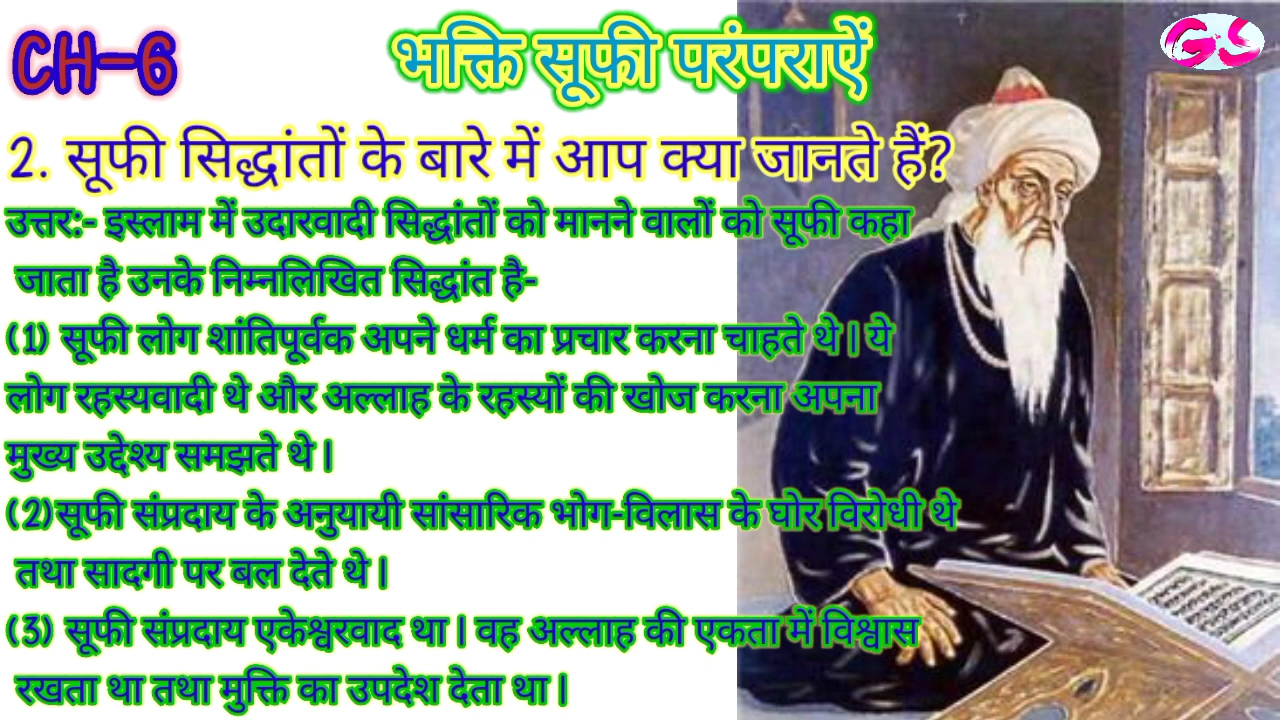 CH-6
भक्ति सूफी परंपराऐं
GS
2. सूफी सिद्धांतों के बारे में आप क्या जानते हैं?
उत्तर:- इस्लाम में उदारवादी सिद्धांतों को मानने वालों को सूफी कहा
जाता है उनके निम्नलिखित सिद्धांत है-
(1) सूफी लोग शांतिपूर्वक अपने धर्म का प्रचार करना चाहते थे। ये
लोग रहस्यवादी थे और अल्लाह के रहस्यों की खोज करना अपना
मुख्य उद्देश्य समझते थे।
(2)सूफी संप्रदाय के अनुयायी सांसारिक भोग-विलास के घोर विरोधी थे
तथा सादगी पर बल देते थे।
(3) सूफी संप्रदाय एकेश्वरवाद था। वह अल्लाह की एकता में विश्वास
रखता था तथा मुक्ति का उपदेश देता था।